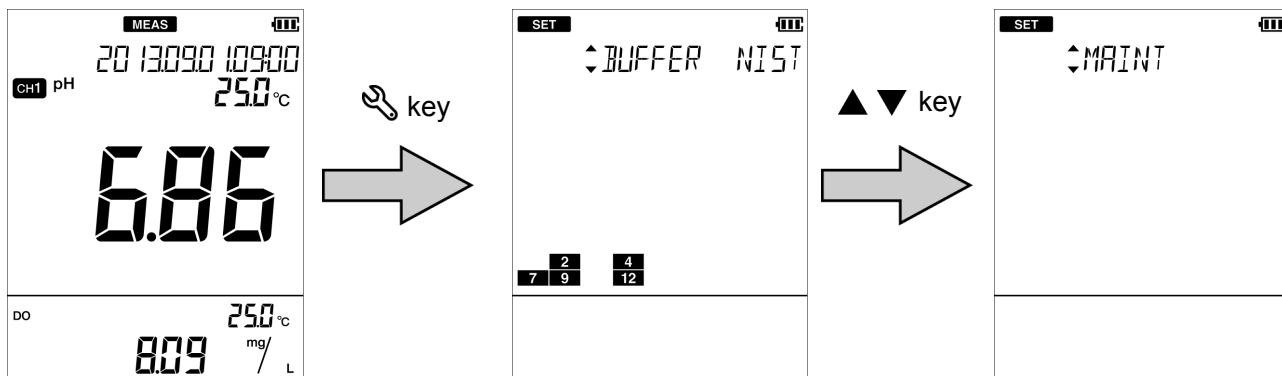 MEAS
2013.09.01.09:00
CH1 pH
25.0 °C
6.86
DO
25.0 °C
8.09 mg/L
key
SET
BUFFER NIST
2 4
7 9 12
▲ ▼ key
SET
MAINT